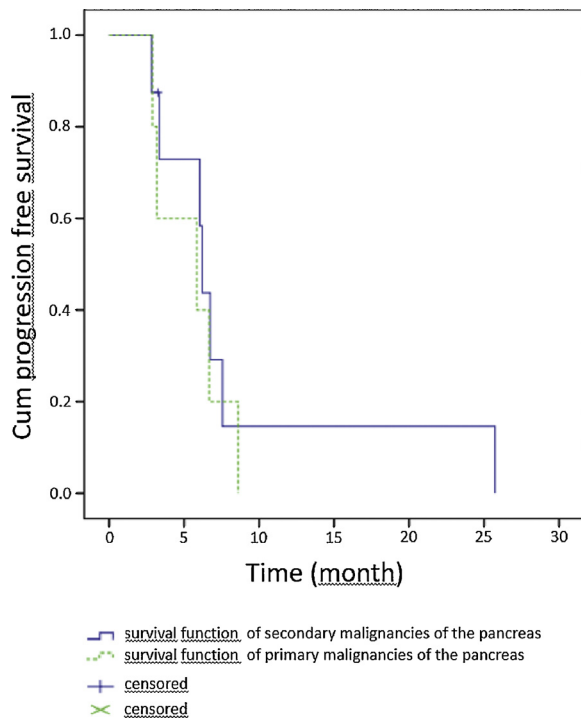 1.0
0.8
0.6
0.4
0.2
0.0
Cum progression free survival
0 5 10 15 20 25 30
Time (month)
survival function of secondary malignancies of the pancreas
survival function of primary malignancies of the pancreas
censored
censored